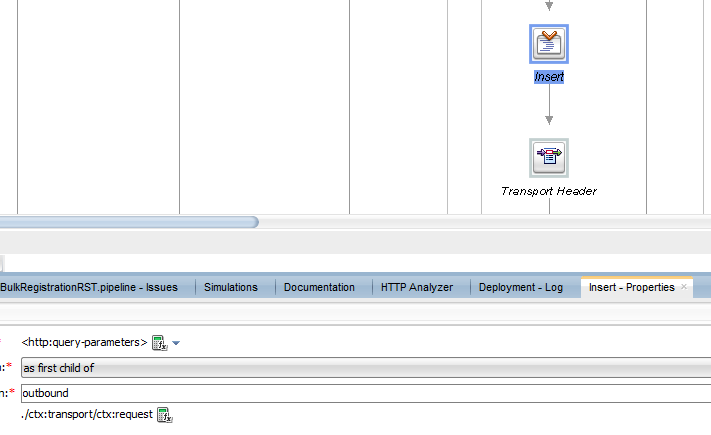 Insert
Transport Header
BulkRegistrationRST.pipeline - Issues Simulations Documentation HTTP Analyzer Deployment - Log Insert - Properties
* <http:query-parameters>
n:* as first child of
n:* outbound
./ctx:transport/ctx:request